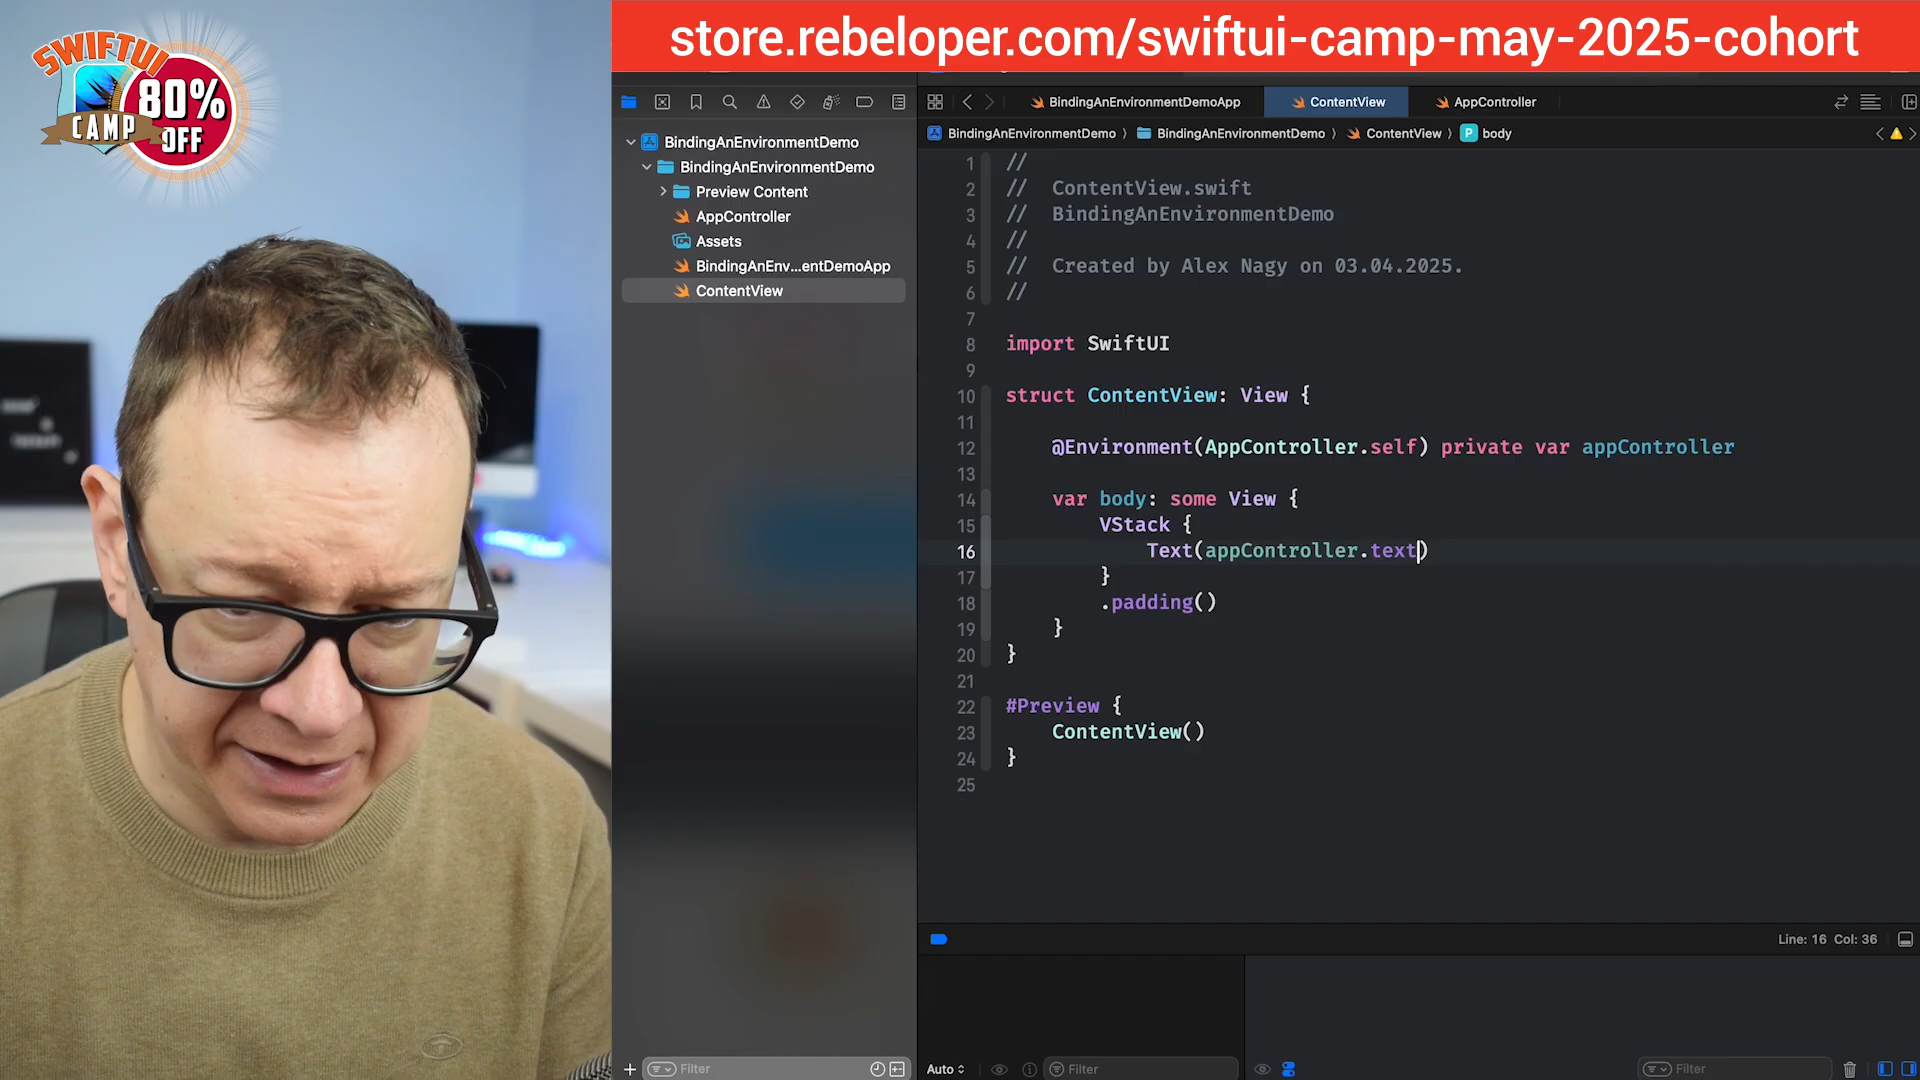 store.rebeloper.com/swiftui-camp-may-2025-cohort
SWIFTUI
CAMP
80%
OFF
BindingAnEnvironmentDemoApp
ContentView
AppController
BindingAnEnvironmentDemo
BindingAnEnvironmentDemo
ContentView
P body
BindingAnEnvironmentDemo
BindingAnEnvironmentDemo
Preview Content
AppController
Assets
BindingAnEnv...entDemoApp
ContentView
1 //
2 // ContentView.swift
3 // BindingAnEnvironmentDemo
4 //
5 // Created by Alex Nagy on 03.04.2025.
6 //
7
8 import SwiftUI
9
10 struct ContentView: View {
11
12 @Environment(AppController.self) private var appController
13
14 var body: some View {
15 VStack {
16 Text(appController.text)
17 }
18 .padding()
19 }
20 }
21
22 #Preview {
23 ContentView()
24 }
25
Line: 16 Col: 36
Filter
Auto
Filter
Filter